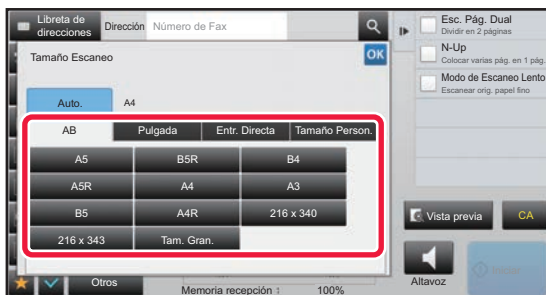 Libreta de direcciones
Dirección
Número de Fax
Tamaño Escaneo
OK
Auto.
A4
AB
Pulgada
Entr. Directa
Tamaño Person.
A5
B5R
B4
A5R
A4
A3
B5
A4R
216 x 340
216 x 343
Tam. Gran.
Otros
Memoria recepción :
100%
Esc. Pág. Dual
Dividir en 2 páginas
N-Up
Colocar varias pág. en 1 pág.
Modo de Escaneo Lento
Escanear orig. papel fino
Vista previa
CA
Altavoz